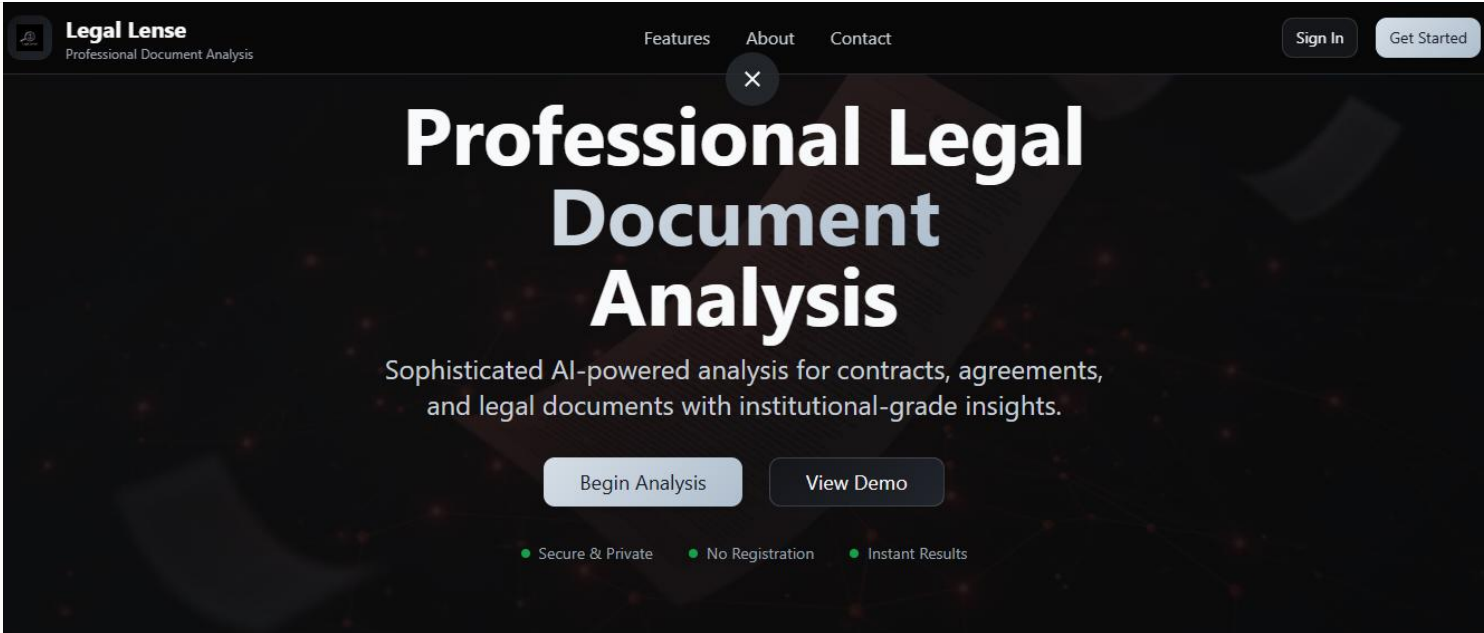 Legal Lense
Professional Document Analysis
Features About Contact
Sign In
Get Started
Professional Legal
Document
Analysis
Sophisticated AI-powered analysis for contracts, agreements,
and legal documents with institutional-grade insights.
Begin Analysis
View Demo
Secure & Private
No Registration
Instant Results